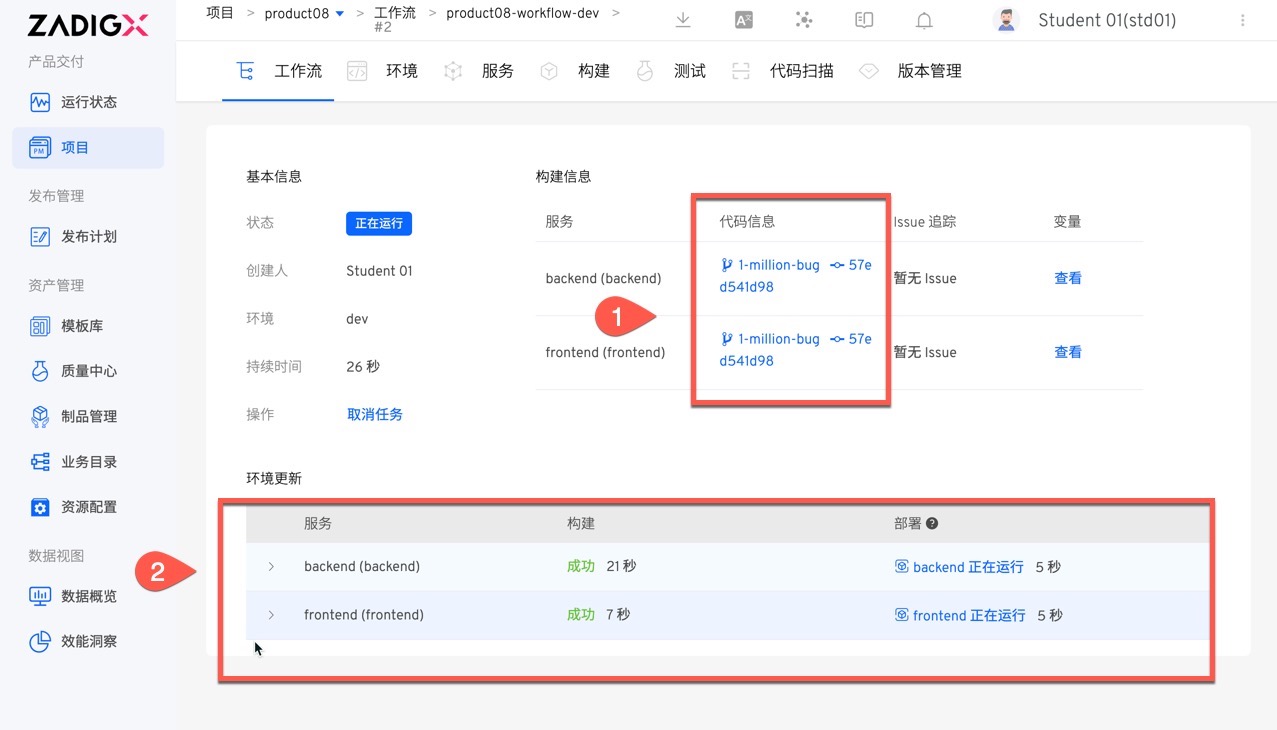 ZADIGX
产品交付
运行状态
项目
发布管理
发布计划
资产管理
模板库
质量中心
制品管理
业务目录
资源配置
数据视图
数据概览
效能洞察
项目 > product08 > 工作流 > product08-workflow-dev >
#2
Student 01(std01)
工作流 环境 服务 构建 测试 代码扫描 版本管理
基本信息
状态 正在运行
创建人 Student 01
环境 dev
持续时间 26 秒
操作 取消任务
构建信息
服务 代码信息 Issue 追踪 变量
backend (backend) 1-million-bug 57e
d541d98 暂无 Issue 查看
frontend (frontend) 1-million-bug 57e
d541d98 暂无 Issue 查看
1
环境更新
服务 构建 部署 ?
backend (backend) 成功 21 秒 backend 正在运行 5 秒
frontend (frontend) 成功 7 秒 frontend 正在运行 5 秒
2